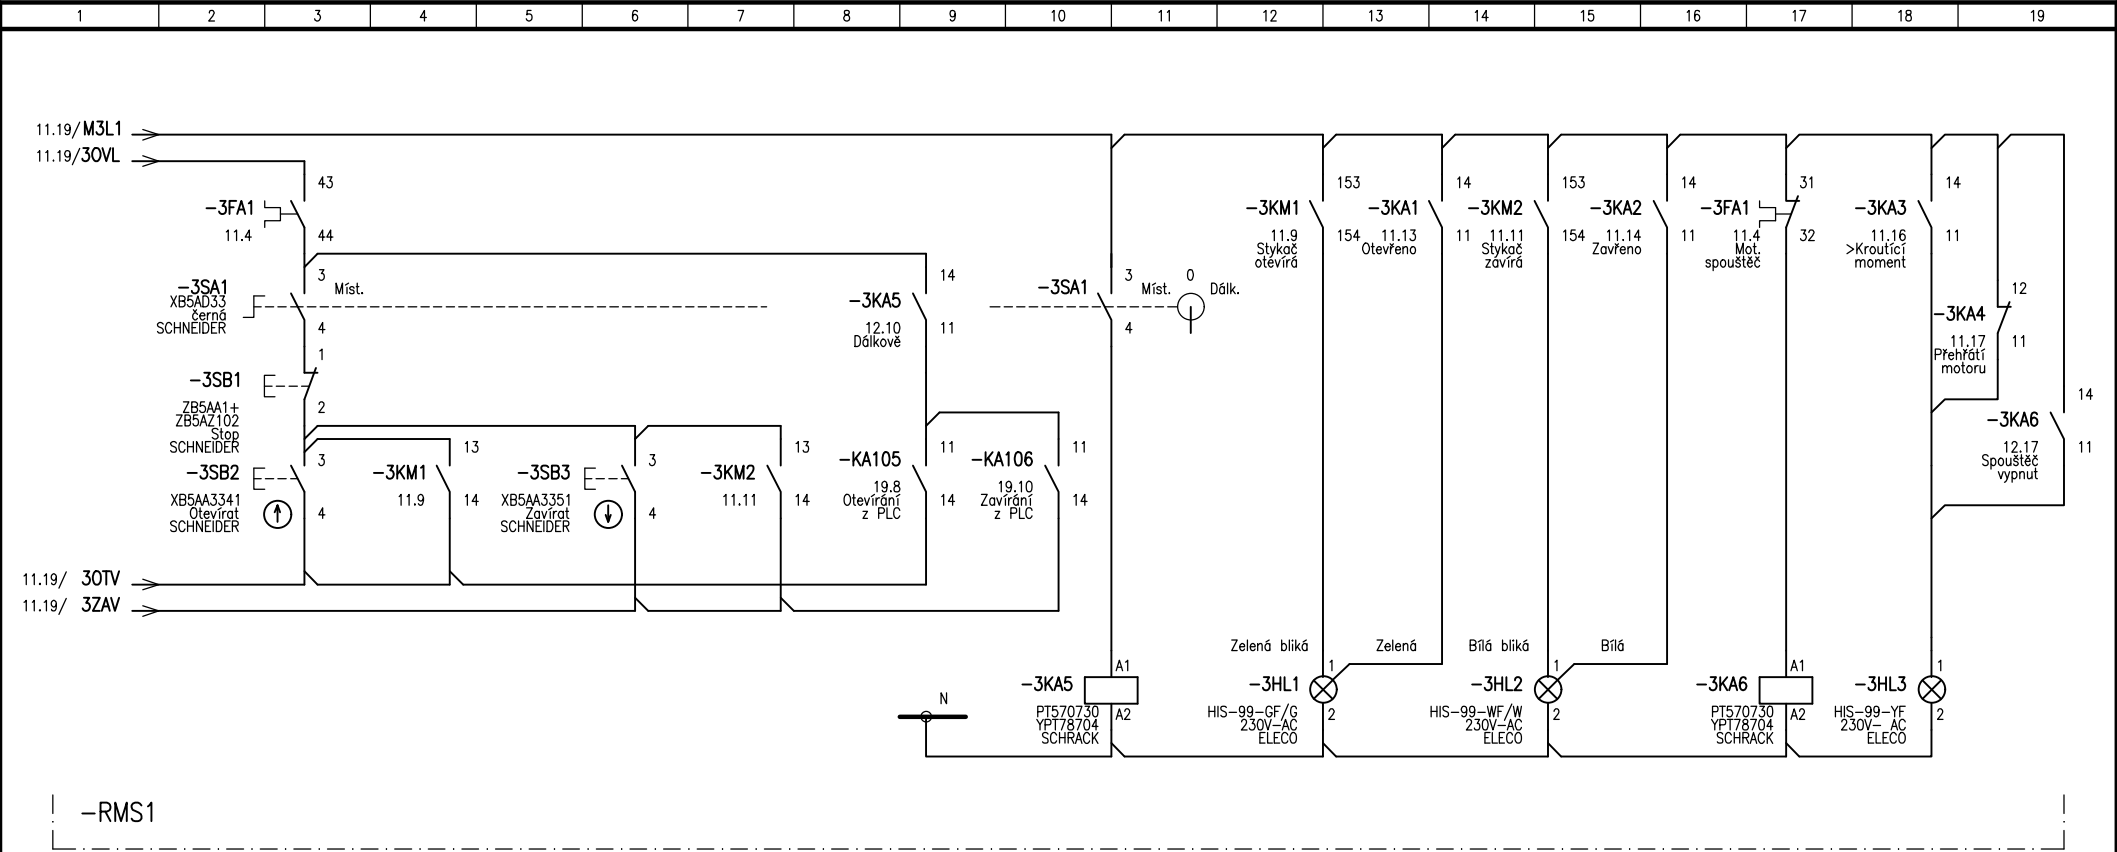 1 2 3 4 5 6 7 8 9 10 11 12 13 14 15 16 17 18 19
11.19/M3L1
11.19/3OVL
43
-3FA1
11.4
44
3
-3SA1
Míst.
XB5AD33
černá
SCHNEIDER
4
1
-3SB1
ZB5AA1+
ZB5AZ102
Stop
SCHNEIDER
2
3
-3SB2
XB5AA3341
Otevírat
SCHNEIDER
4
13
-3KM1
11.9
14
3
-3SB3
XB5AA3351
Zavírat
SCHNEIDER
4
13
-3KM2
11.11
14
14
-3KA5
12.10
Dálkově
11
11
-KA105
19.8
Otevírání
z PLC
14
11
-KA106
19.10
Zavírání
z PLC
14
11.19/ 3OTV
11.19/ 3ZAV
3
-3SA1
Míst.
0
Dálk.
4
153
-3KM1
11.9
Stykač
otevírá
154
14
-3KA1
11.13
Otevřeno
11
153
-3KM2
11.11
Stykač
zavírá
154
14
-3KA2
11.14
Zavřeno
11
31
-3FA1
11.4
Mot.
spouštěč
32
14
-3KA3
11.16
>Kroutící
moment
11
12
-3KA4
11.17
Přehřátí
motoru
11
14
-3KA6
12.17
Spouštěč
vypnut
11
Zelená bliká
Zelená
Bílá bliká
Bílá
N
A1
-3KA5
PT570730
YPT78704
SCHRACK
A2
1
-3HL1
HIS-99-GF/G
230V-AC
ELECO
2
1
-3HL2
HIS-99-WF/W
230V-AC
ELECO
2
A1
-3KA6
PT570730
YPT78704
SCHRACK
A2
1
-3HL3
HIS-99-YF
230V- AC
ELECO
2
-RMS1